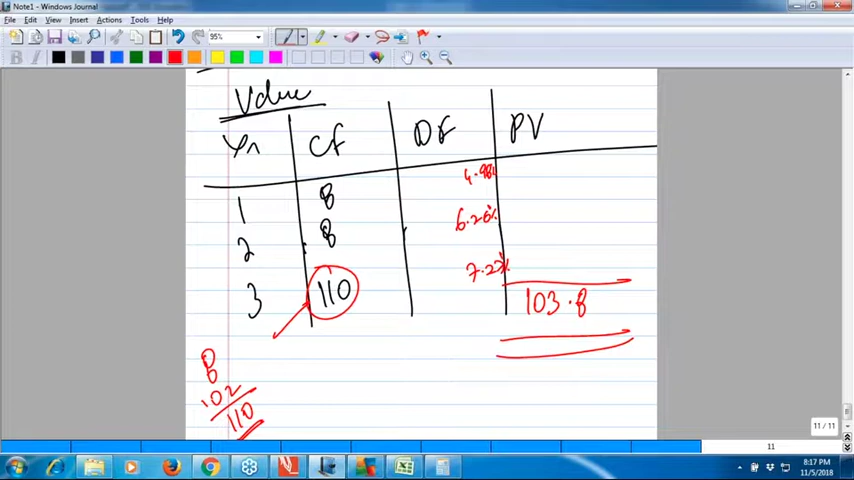 Note1 - Windows Journal
File Edit View Insert Actions Tools Help
95%
B I
Value
Yr CF DF PV
4.98%
1 8
6.26%
2 8
7.22%
3 110 103.8
8
102
110
11 / 11
11
8:17 PM
11/5/2018